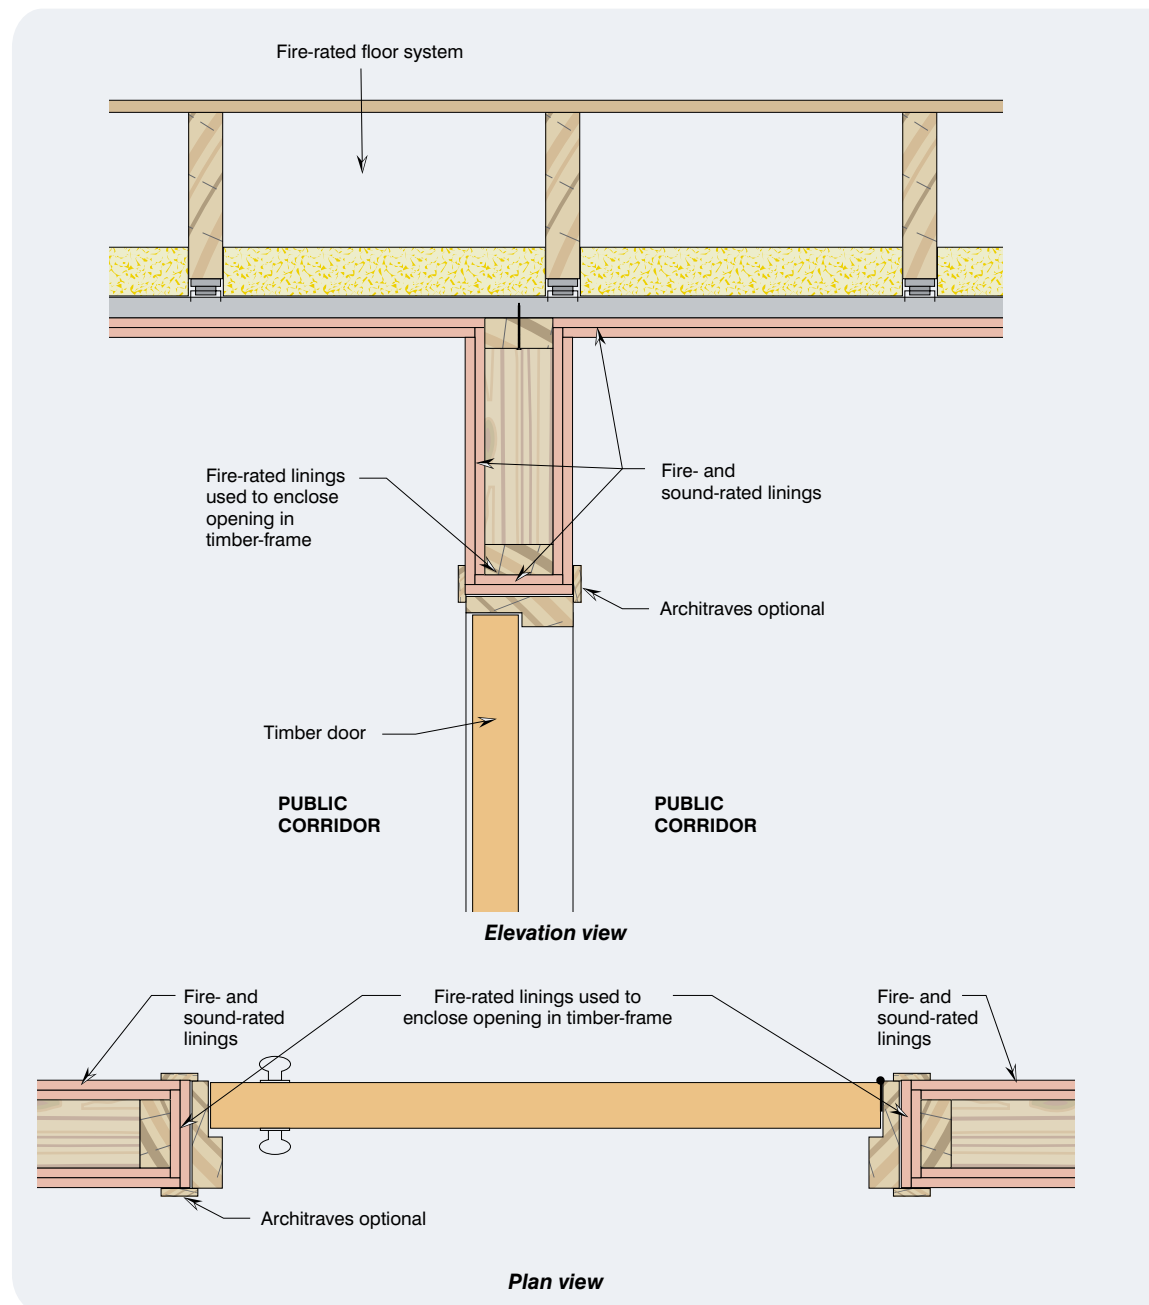 Fire-rated floor system
Fire-rated linings
used to enclose
opening in
timber-frame
Fire- and
sound-rated linings
Architraves optional
Timber door
PUBLIC
CORRIDOR
PUBLIC
CORRIDOR
Elevation view
Fire- and
sound-rated
linings
Fire-rated linings used to
enclose opening in timber-frame
Fire- and
sound-rated
linings
Architraves optional
Plan view